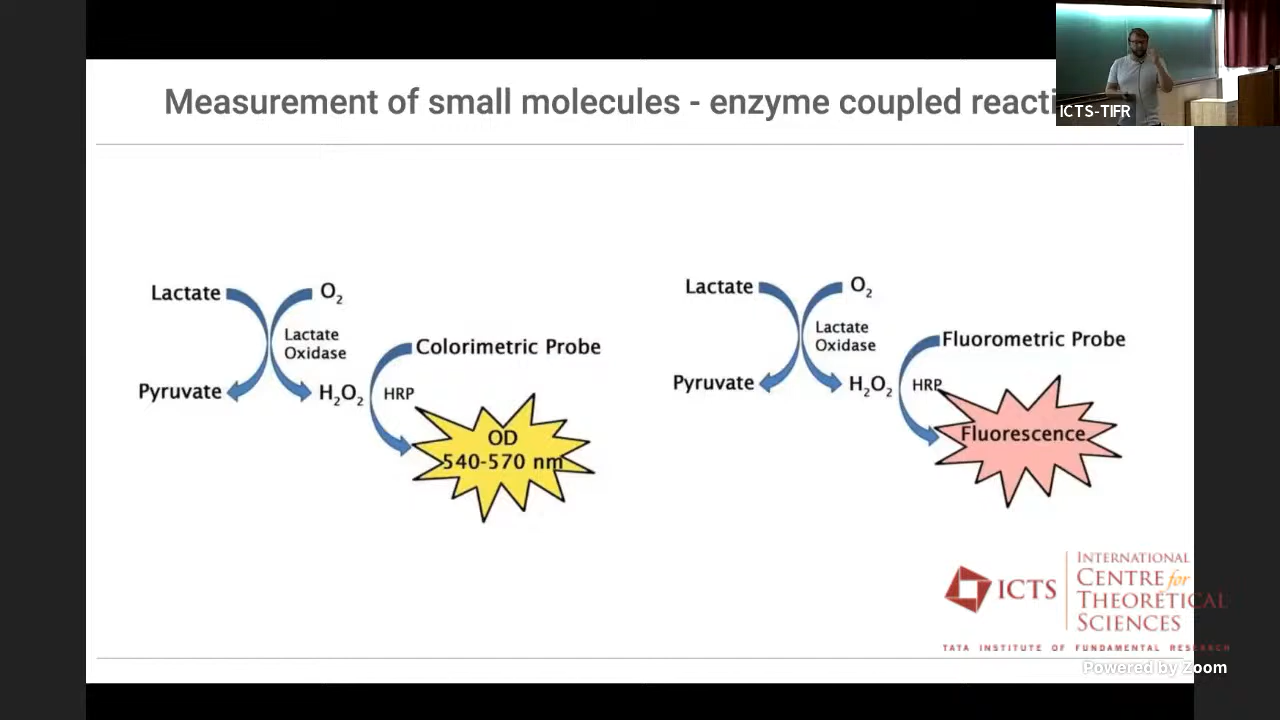 Measurement of small molecules - enzyme coupled reacti
ICTS-TIFR
Lactate
O2
Lactate
Oxidase
Colorimetric Probe
Pyruvate
H2O2
HRP
OD
540-570 nm
Lactate
O2
Lactate
Oxidase
Fluorometric Probe
Pyruvate
H2O2
HRP
Fluorescence
ICTS
INTERNATIONAL
CENTRE for
THEORETICAL
SCIENCES
TATA INSTITUTE OF FUNDAMENTAL RESEARCH
Powered by Zoom